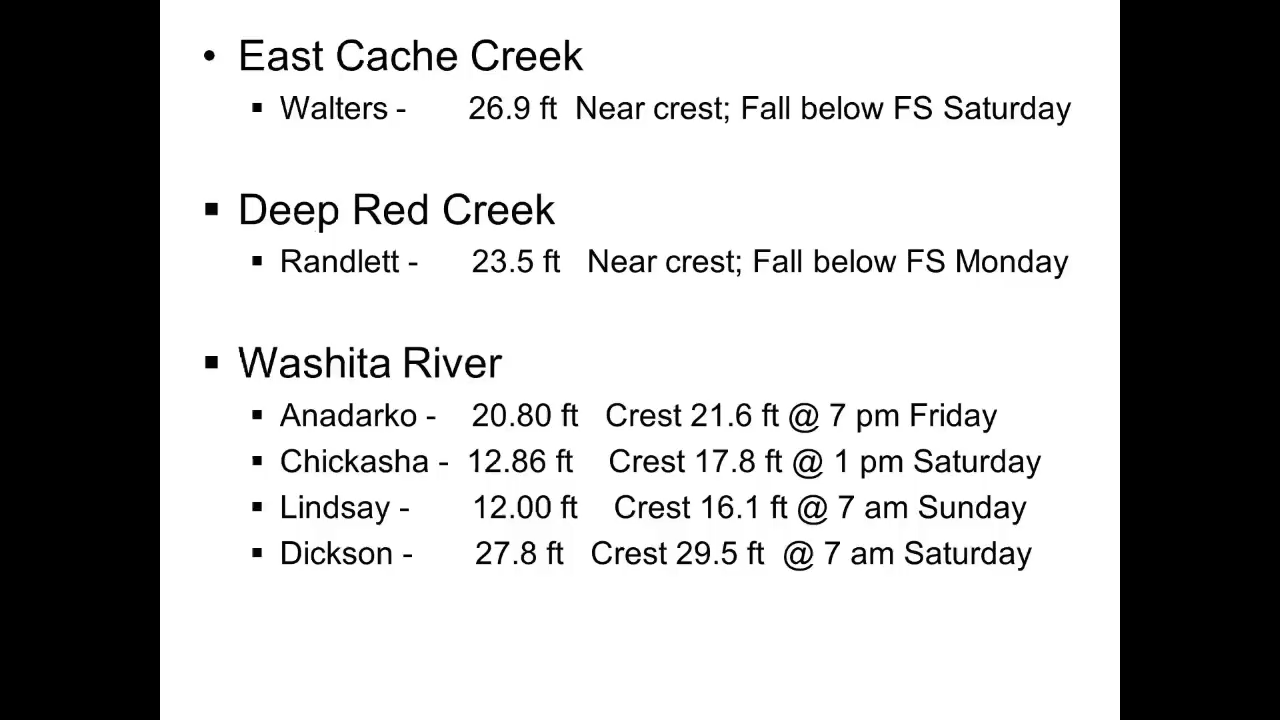 • East Cache Creek
▪ Walters - 26.9 ft Near crest; Fall below FS Saturday
▪ Deep Red Creek
▪ Randlett - 23.5 ft Near crest; Fall below FS Monday
▪ Washita River
▪ Anadarko - 20.80 ft Crest 21.6 ft @ 7 pm Friday
▪ Chickasha - 12.86 ft Crest 17.8 ft @ 1 pm Saturday
▪ Lindsay - 12.00 ft Crest 16.1 ft @ 7 am Sunday
▪ Dickson - 27.8 ft Crest 29.5 ft @ 7 am Saturday